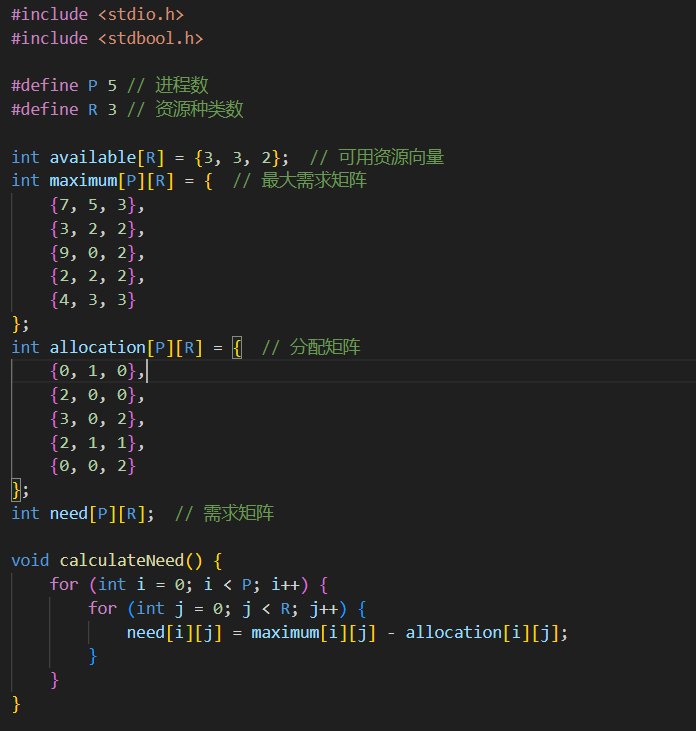 #include <stdio.h>
#include <stdbool.h>
#define P 5 // 进程数
#define R 3 // 资源种类数
int available[R] = {3, 3, 2};  // 可用资源向量
int maximum[P][R] = {  // 最大需求矩阵
    {7, 5, 3},
    {3, 2, 2},
    {9, 0, 2},
    {2, 2, 2},
    {4, 3, 3}
};
int allocation[P][R] = {  // 分配矩阵
    {0, 1, 0},
    {2, 0, 0},
    {3, 0, 2},
    {2, 1, 1},
    {0, 0, 2}
};
int need[P][R];  // 需求矩阵
void calculateNeed() {
    for (int i = 0; i < P; i++) {
        for (int j = 0; j < R; j++) {
            need[i][j] = maximum[i][j] - allocation[i][j];
        }
    }
}